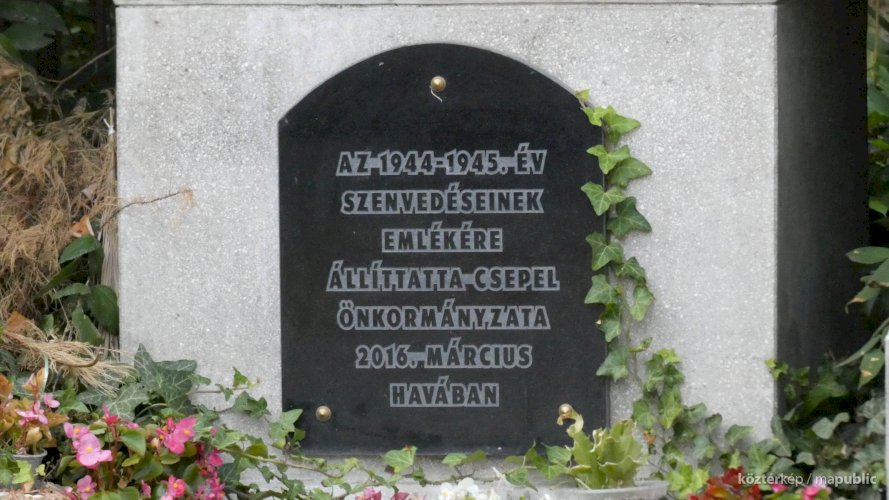 AZ 1944-1945. ÉV
SZENVEDÉSEINEK
EMLÉKÉRE
ÁLLÍTTATTA CSEPEL
ÖNKORMÁNYZATA
2016. MÁRCIUS
HAVÁBAN
köztérkép / mapublic